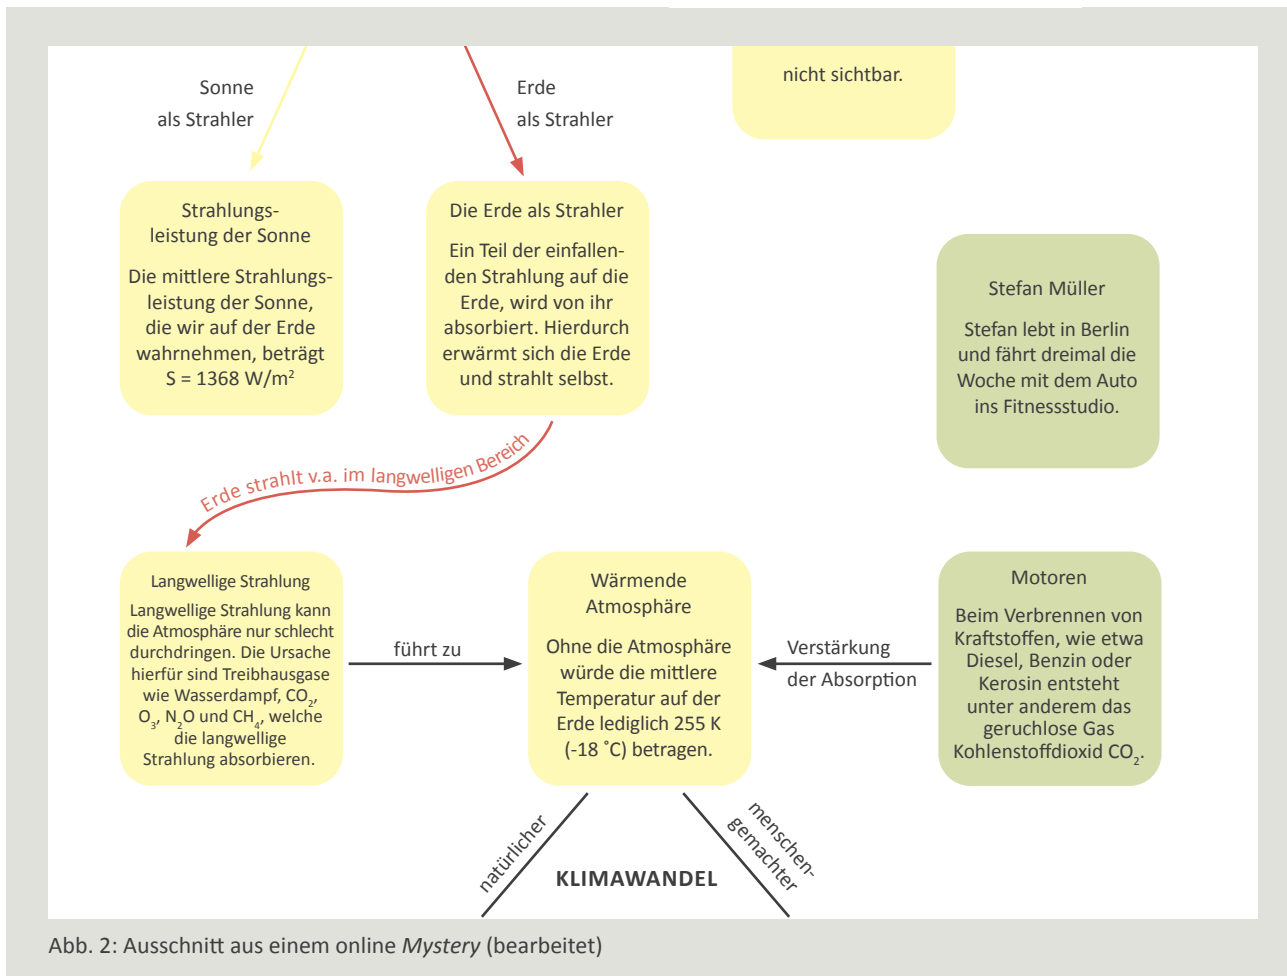 nicht sichtbar.
Sonne
als Strahler
Erde
als Strahler
Strahlungs-
leistung der Sonne
Die mittlere Strahlungs-
leistung der Sonne,
die wir auf der Erde
wahrnehmen, beträgt
S = 1368 W/m²
Die Erde als Strahler
Ein Teil der einfallen-
den Strahlung auf die
Erde, wird von ihr
absorbiert. Hierdurch
erwärmt sich die Erde
und strahlt selbst.
Stefan Müller
Stefan lebt in Berlin
und fährt dreimal die
Woche mit dem Auto
ins Fitnessstudio.
Erde strahlt v.a. im langwelligen Bereich
Langwellige Strahlung
Langwellige Strahlung kann
die Atmosphäre nur schlecht
durchdringen. Die Ursache
hierfür sind Treibhausgase
wie Wasserdampf, CO₂,
O₃, N₂O und CH₄, welche
die langwellige
Strahlung absorbieren.
führt zu
Wärmende
Atmosphäre
Ohne die Atmosphäre
würde die mittlere
Temperatur auf der
Erde lediglich 255 K
(-18 °C) betragen.
Verstärkung
der Absorption
Motoren
Beim Verbrennen von
Kraftstoffen, wie etwa
Diesel, Benzin oder
Kerosin entsteht
unter anderem das
geruchlose Gas
Kohlenstoffdioxid CO₂.
natürlicher
KLIMAWANDEL
menschen-
gemachter
Abb. 2: Ausschnitt aus einem online Mystery (bearbeitet)